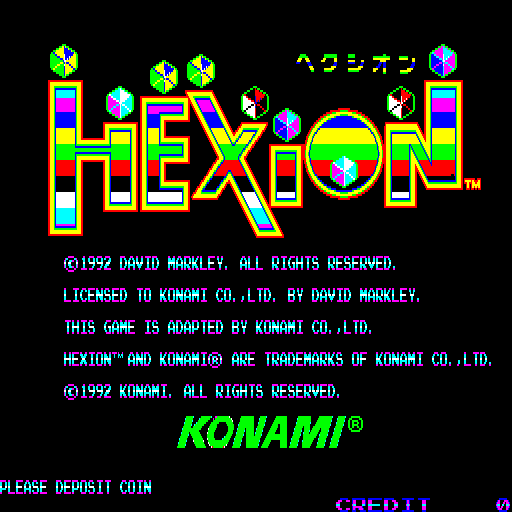 ヘクシオン
HEXION™
©1992 DAVID MARKLEY. ALL RIGHTS RESERVED.
LICENSED TO KONAMI CO.,LTD. BY DAVID MARKLEY.
THIS GAME IS ADAPTED BY KONAMI CO.,LTD.
HEXION™ AND KONAMI® ARE TRADEMARKS OF KONAMI CO.,LTD.
©1992 KONAMI. ALL RIGHTS RESERVED.
KONAMI®
PLEASE DEPOSIT COIN
CREDIT 0